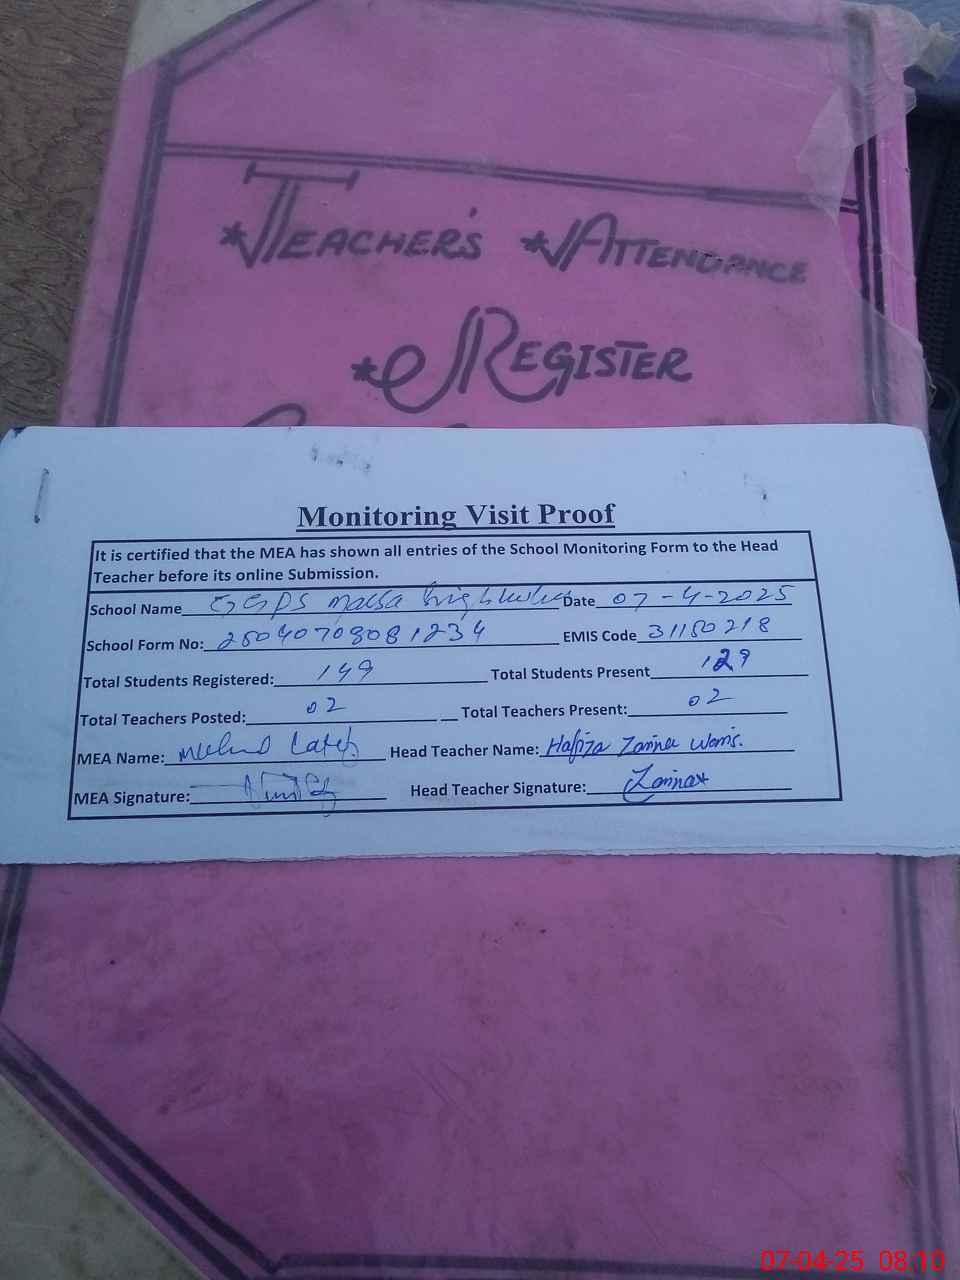 Teacher's Attendance
Register
Monitoring Visit Proof
It is certified that the MEA has shown all entries of the School Monitoring Form to the Head
Teacher before its online Submission.
School Name GGPS Date 07-4-2025
School Form No: EMIS Code 31150218
Total Students Registered: 149 Total Students Present 129
Total Teachers Posted: 02 Total Teachers Present: 02
MEA Name: Head Teacher Name: Hafiza
MEA Signature: Head Teacher Signature:
07-04-25 08:10